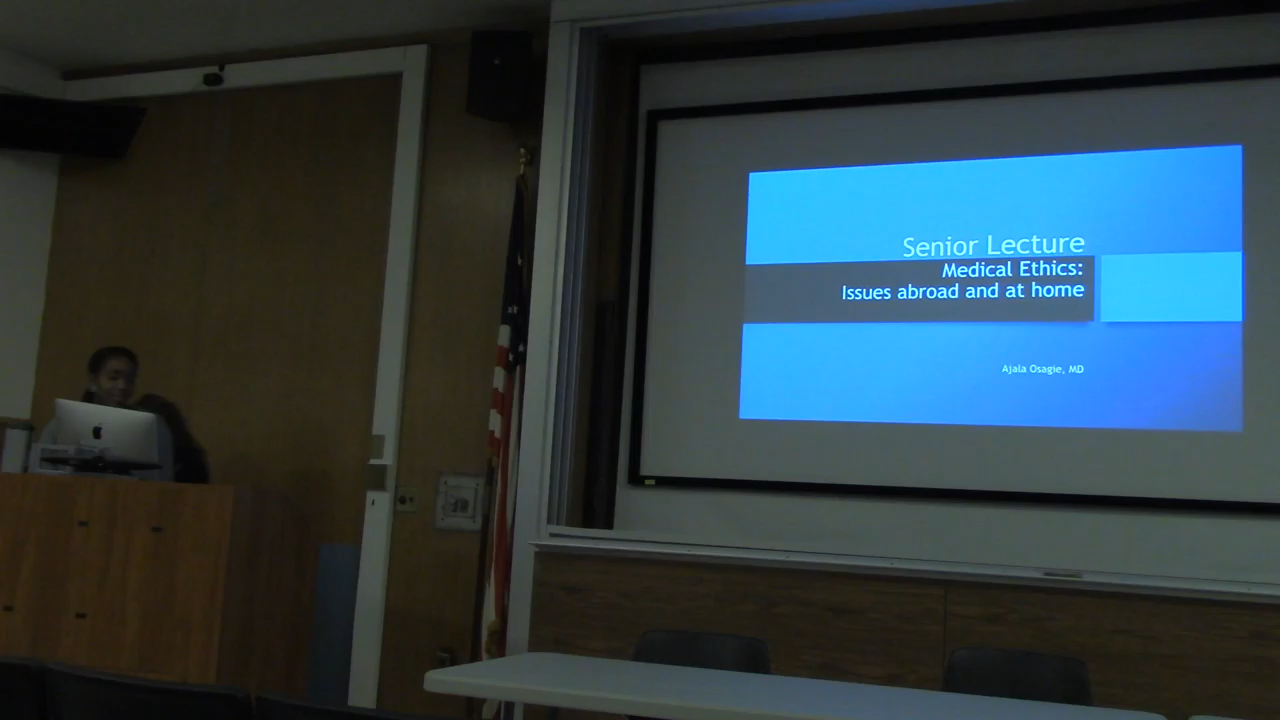 Senior Lecture
Medical Ethics:
Issues abroad and at home
Ajala Osagie, MD